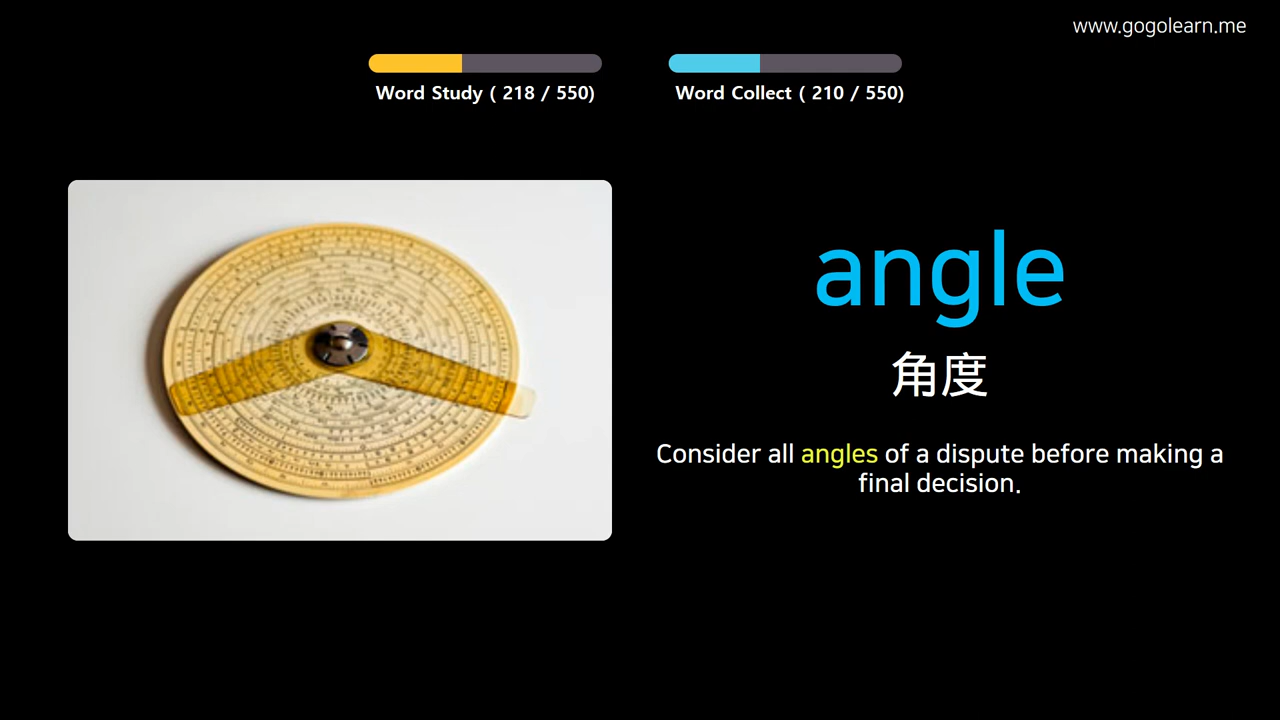 www.gogolearn.me
Word Study ( 218 / 550)
Word Collect ( 210 / 550)
angle
角度
Consider all angles of a dispute before making a
final decision.